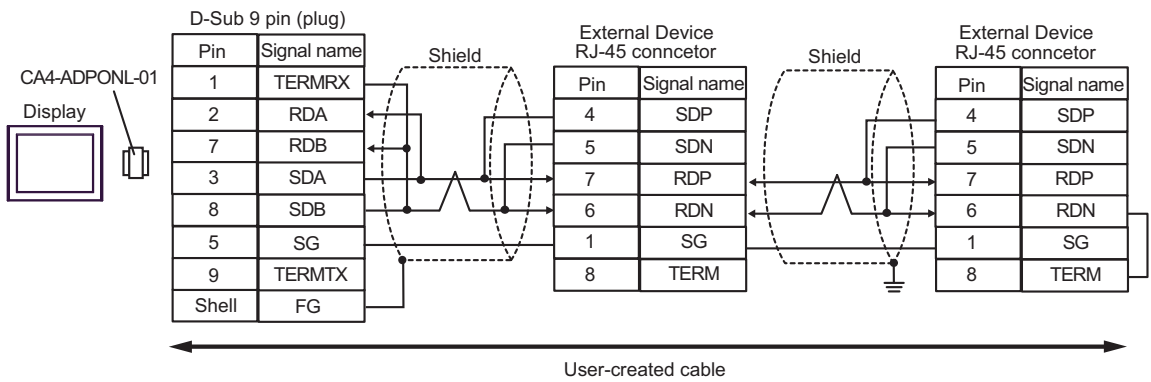 D-Sub 9 pin (plug)
Pin Signal name
1 TERMRX
2 RDA
7 RDB
3 SDA
8 SDB
5 SG
9 TERMTX
Shell FG
CA4-ADPONL-01
Display
Shield
External Device
RJ-45 conncetor
Pin Signal name
4 SDP
5 SDN
7 RDP
6 RDN
1 SG
8 TERM
Shield
External Device
RJ-45 conncetor
Pin Signal name
4 SDP
5 SDN
7 RDP
6 RDN
1 SG
8 TERM
User-created cable